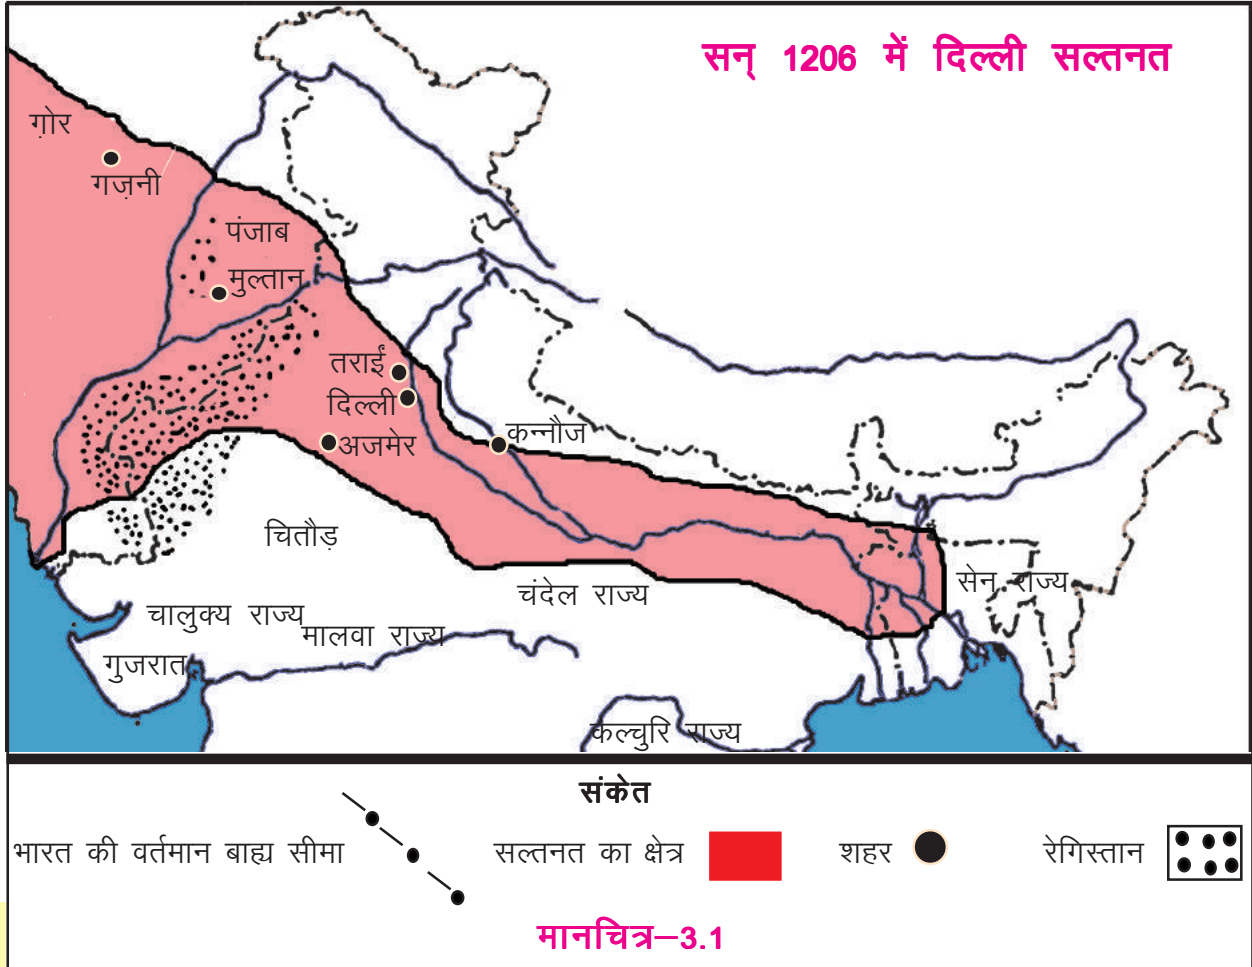 सन् 1206 में दिल्ली सल्तनत
ग़ोर
गज़नी
पंजाब
मुल्तान
तराई
दिल्ली
अजमेर
कन्नौज
चितौड़
चंदेल राज्य
सेन राज्य
चालुक्य राज्य
मालवा राज्य
गुजरात
कल्चुरि राज्य
संकेत
भारत की वर्तमान बाह्य सीमा
सल्तनत का क्षेत्र
शहर
रेगिस्तान
मानचित्र–3.1